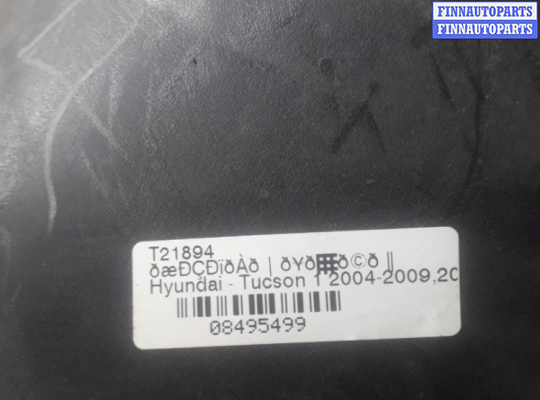 FINNAUTOPARTS
FINNAUTOPARTS
T21894
Hyundai - Tucson 1 2004-2009,20
08495499